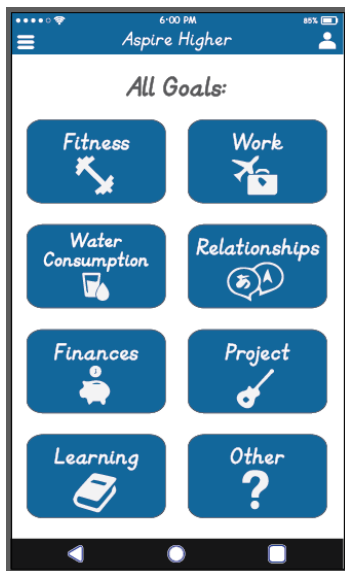 6:00 PM 85%
Aspire Higher
All Goals:
Fitness
Work
Water
Consumption
Relationships
あ A
Finances
Project
Learning
Other
?